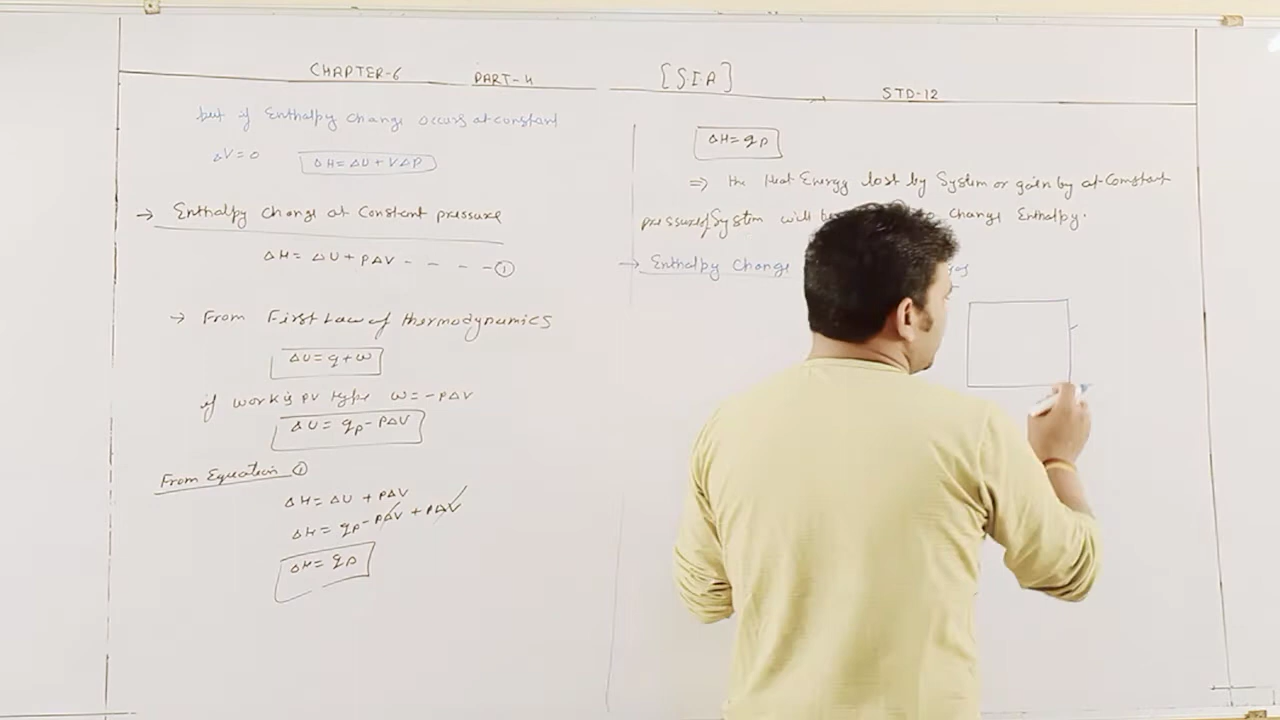 CHAPTER-6 PART-4 [SIA] STD-12
but if Enthalpy change occurs at constant
ΔV=0 ΔH=ΔU+VΔP
→ Enthalpy change at Constant pressure
ΔH= ΔU+PΔV- - - -①
→ From First Law of thermodynamics
ΔU=q+w
if work is PV type w=-PΔV
ΔU= qp-PΔV
From Equation ①
ΔH=ΔU +PΔV
ΔH= qp-PΔV+PΔV
ΔH=qp
ΔH=qp
⇒ the Heat Energy lost by System or gain by at Constant
pressure of System will change Enthalpy.
→ Enthalpy Change gas